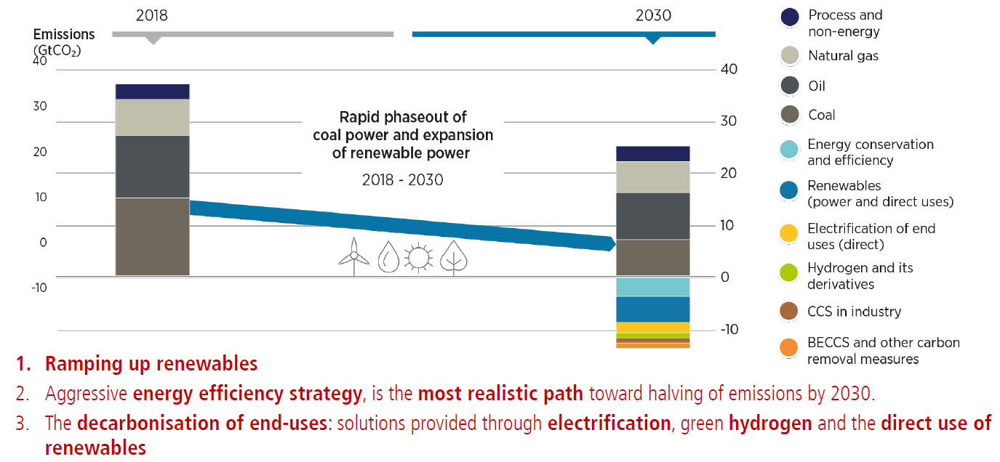 2018
2030
Emissions
(GtCO₂)
40
30
20
10
0
-10
40
30
20
10
0
-10
Rapid phaseout of
coal power and expansion
of renewable power
2018 - 2030
Process and
non-energy
Natural gas
Oil
Coal
Energy conservation
and efficiency
Renewables
(power and direct uses)
Electrification of end
uses (direct)
Hydrogen and its
derivatives
CCS in industry
BECCS and other carbon
removal measures
1. Ramping up renewables
2. Aggressive energy efficiency strategy, is the most realistic path toward halving of emissions by 2030.
3. The decarbonisation of end-uses: solutions provided through electrification, green hydrogen and the direct use of
renewables